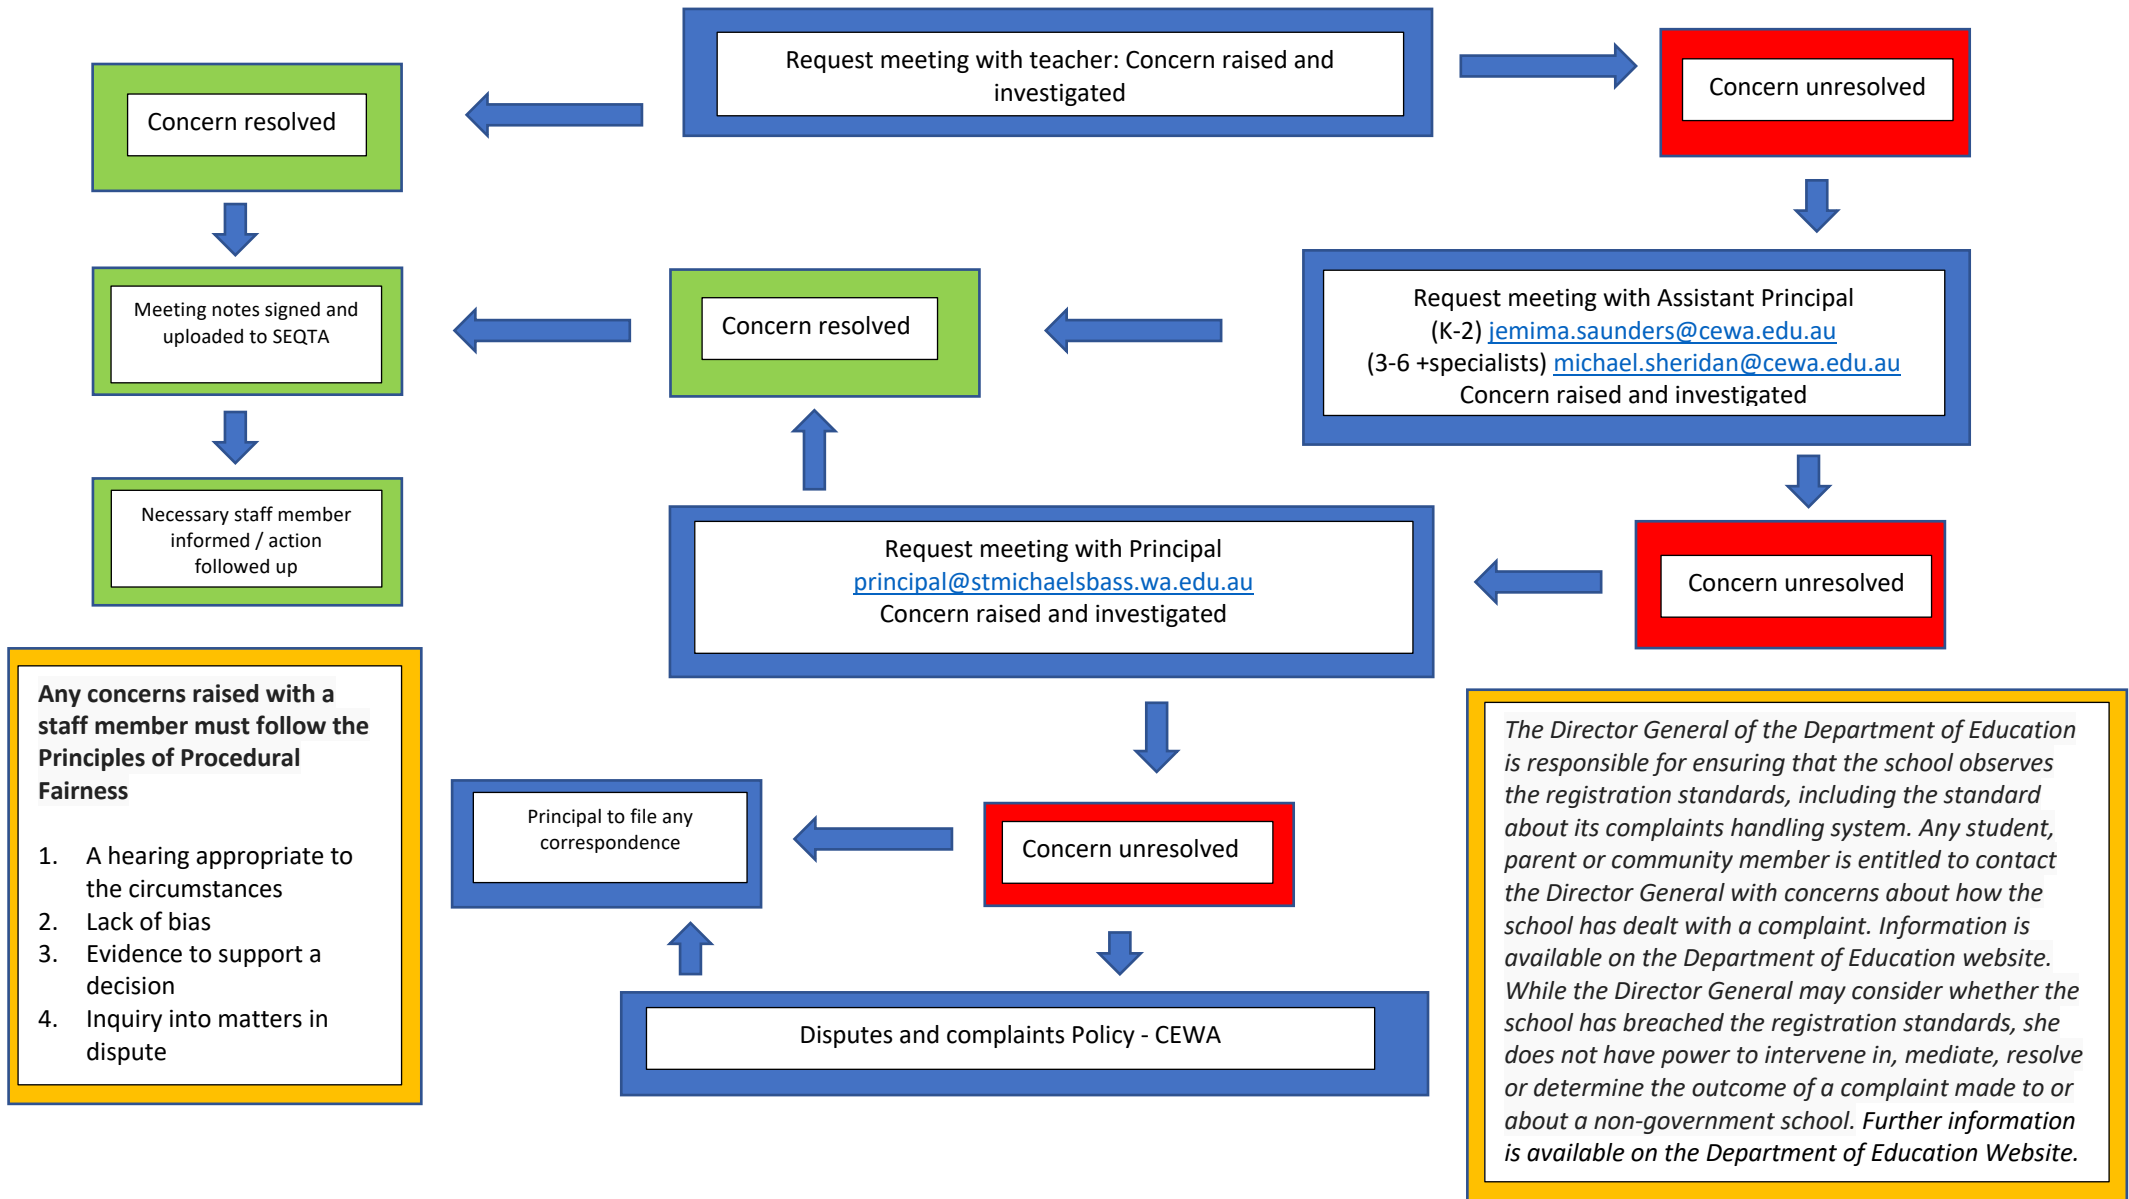 Request meeting with teacher: Concern raised and
investigated
Concern unresolved
Concern resolved
Meeting notes signed and
uploaded to SEQTA
Concern resolved
Request meeting with Assistant Principal
(K-2) jemima.saunders@cewa.edu.au
(3-6 +specialists) michael.sheridan@cewa.edu.au
Concern raised and investigated
Necessary staff member
informed / action
followed up
Request meeting with Principal
principal@stmichaelsbass.wa.edu.au
Concern raised and investigated
Concern unresolved
Any concerns raised with a
staff member must follow the
Principles of Procedural
Fairness
1. A hearing appropriate to
the circumstances
2. Lack of bias
3. Evidence to support a
decision
4. Inquiry into matters in
dispute
Principal to file any
correspondence
Concern unresolved
Disputes and complaints Policy - CEWA
The Director General of the Department of Education
is responsible for ensuring that the school observes
the registration standards, including the standard
about its complaints handling system. Any student,
parent or community member is entitled to contact
the Director General with concerns about how the
school has dealt with a complaint. Information is
available on the Department of Education website.
While the Director General may consider whether the
school has breached the registration standards, she
does not have power to intervene in, mediate, resolve
or determine the outcome of a complaint made to or
about a non-government school. Further information
is available on the Department of Education Website.